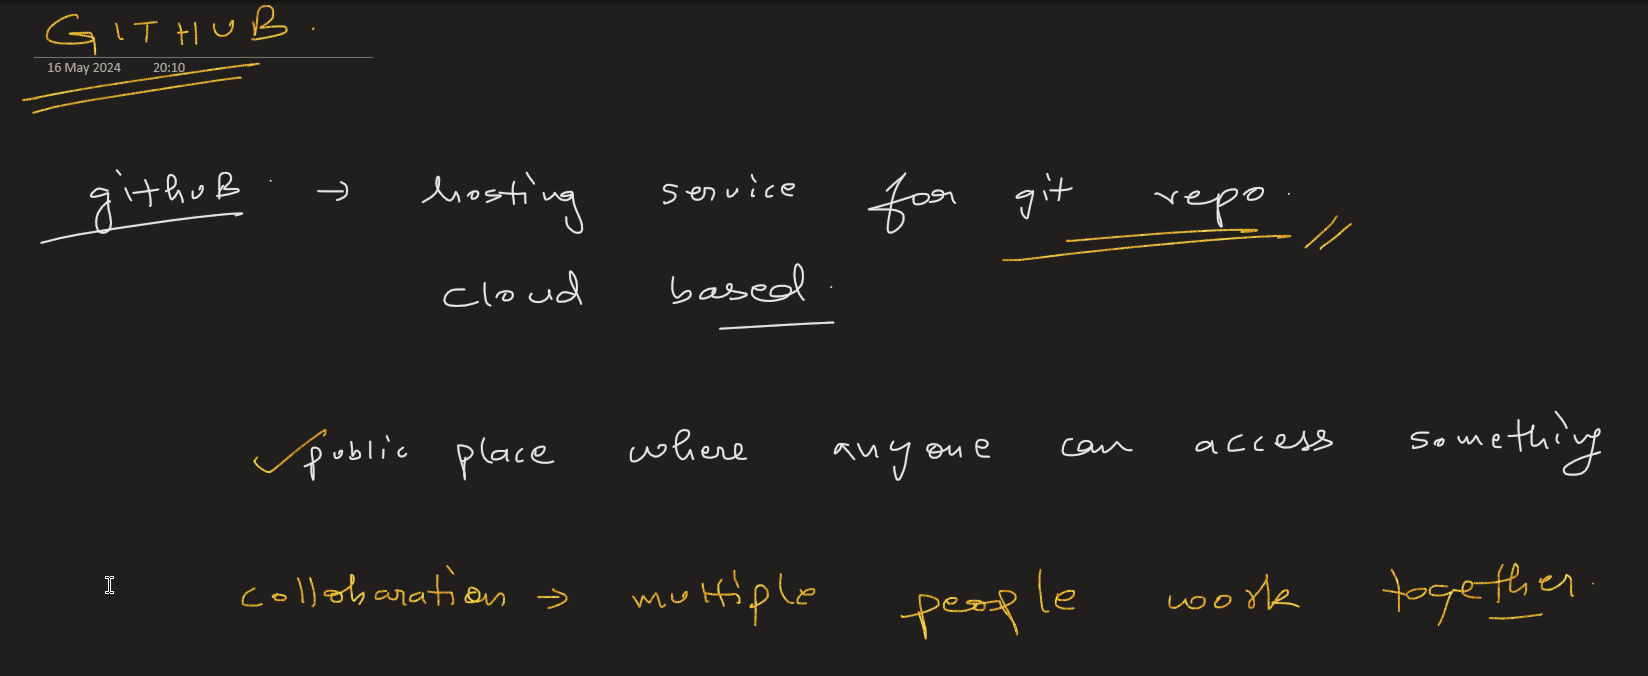 GITHUB.
16 May 2024 20:10
githuB. → hosting service for git repo.
cloud based.
✓ public place where anyone can access something
collobaration → multiple people work together.